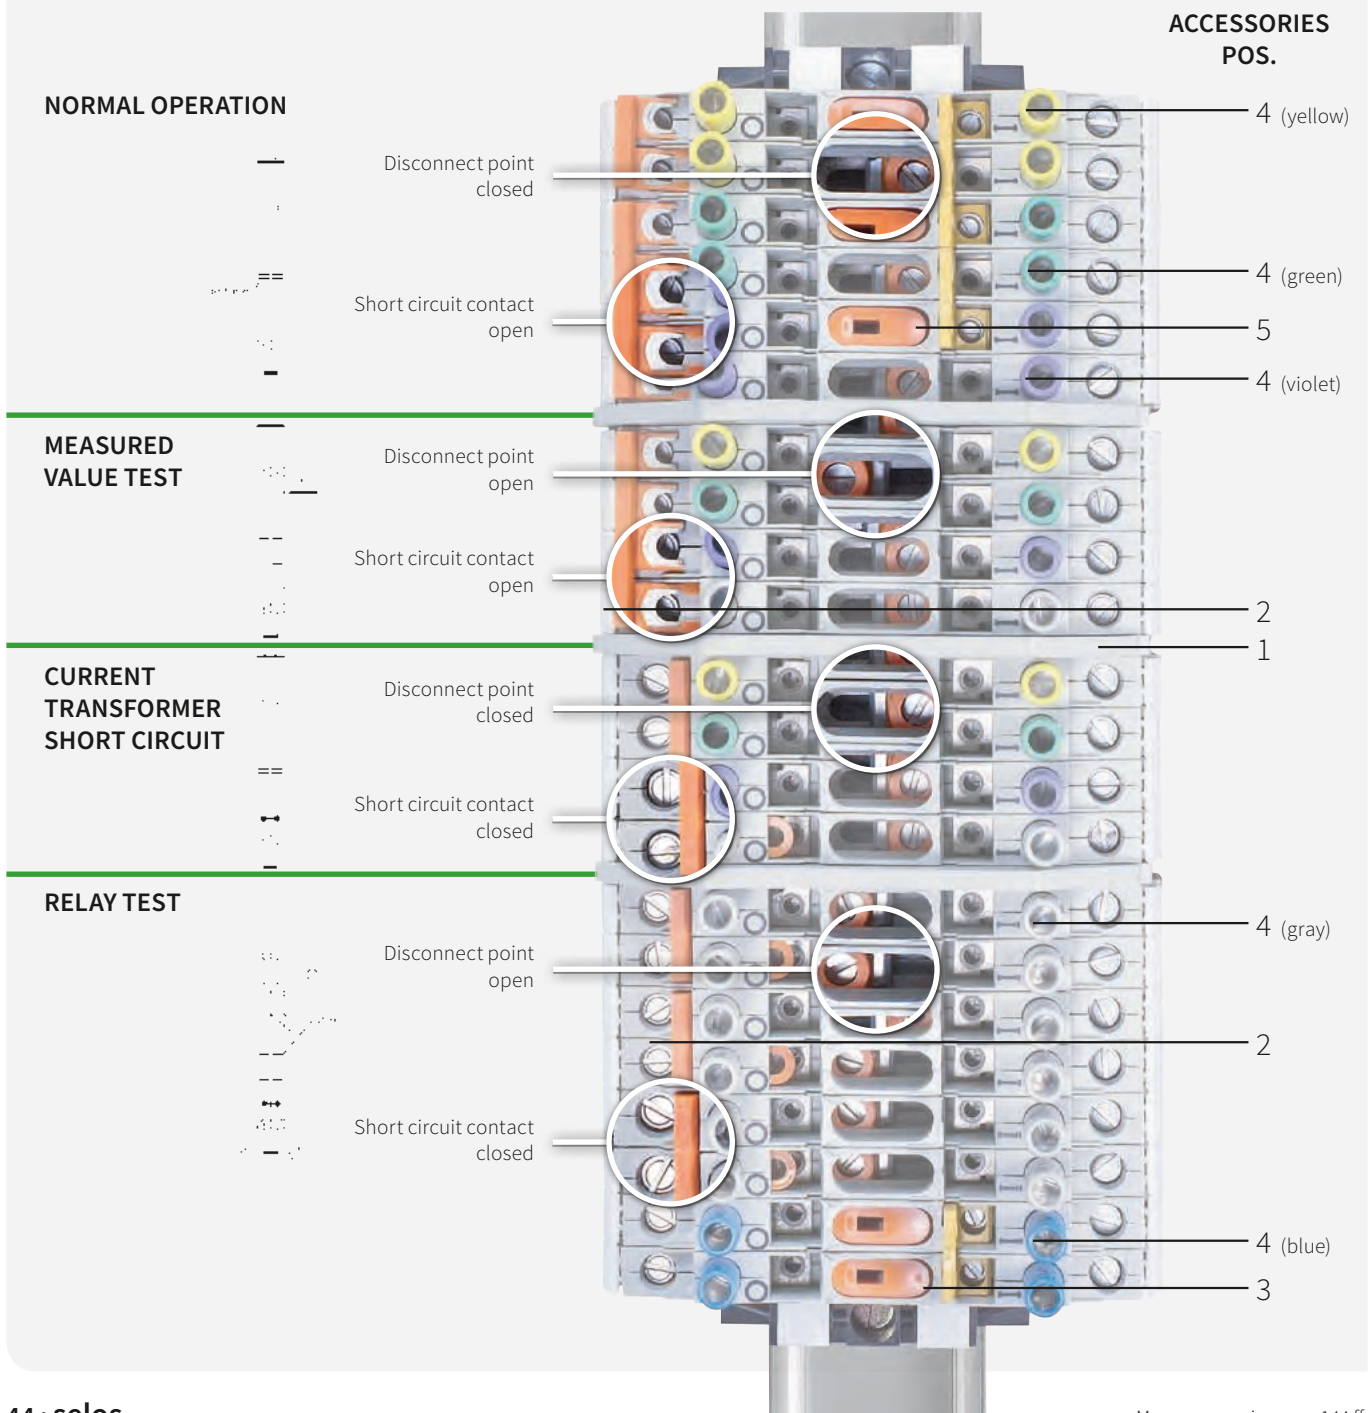 ACCESSORIES
POS.
NORMAL OPERATION
4 (yellow)
Disconnect point
closed
4 (green)
Short circuit contact
open
5
4 (violet)
MEASURED
VALUE TEST
Disconnect point
open
Short circuit contact
open
2
1
CURRENT
TRANSFORMER
SHORT CIRCUIT
Disconnect point
closed
Short circuit contact
closed
RELAY TEST
4 (gray)
Disconnect point
open
2
Short circuit contact
closed
4 (blue)
3